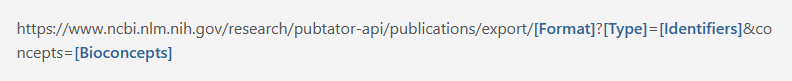 https://www.ncbi.nlm.nih.gov/research/pubtator-api/publications/export/[Format]?[Type]=[Identifiers]&co
ncepts=[Bioconcepts]